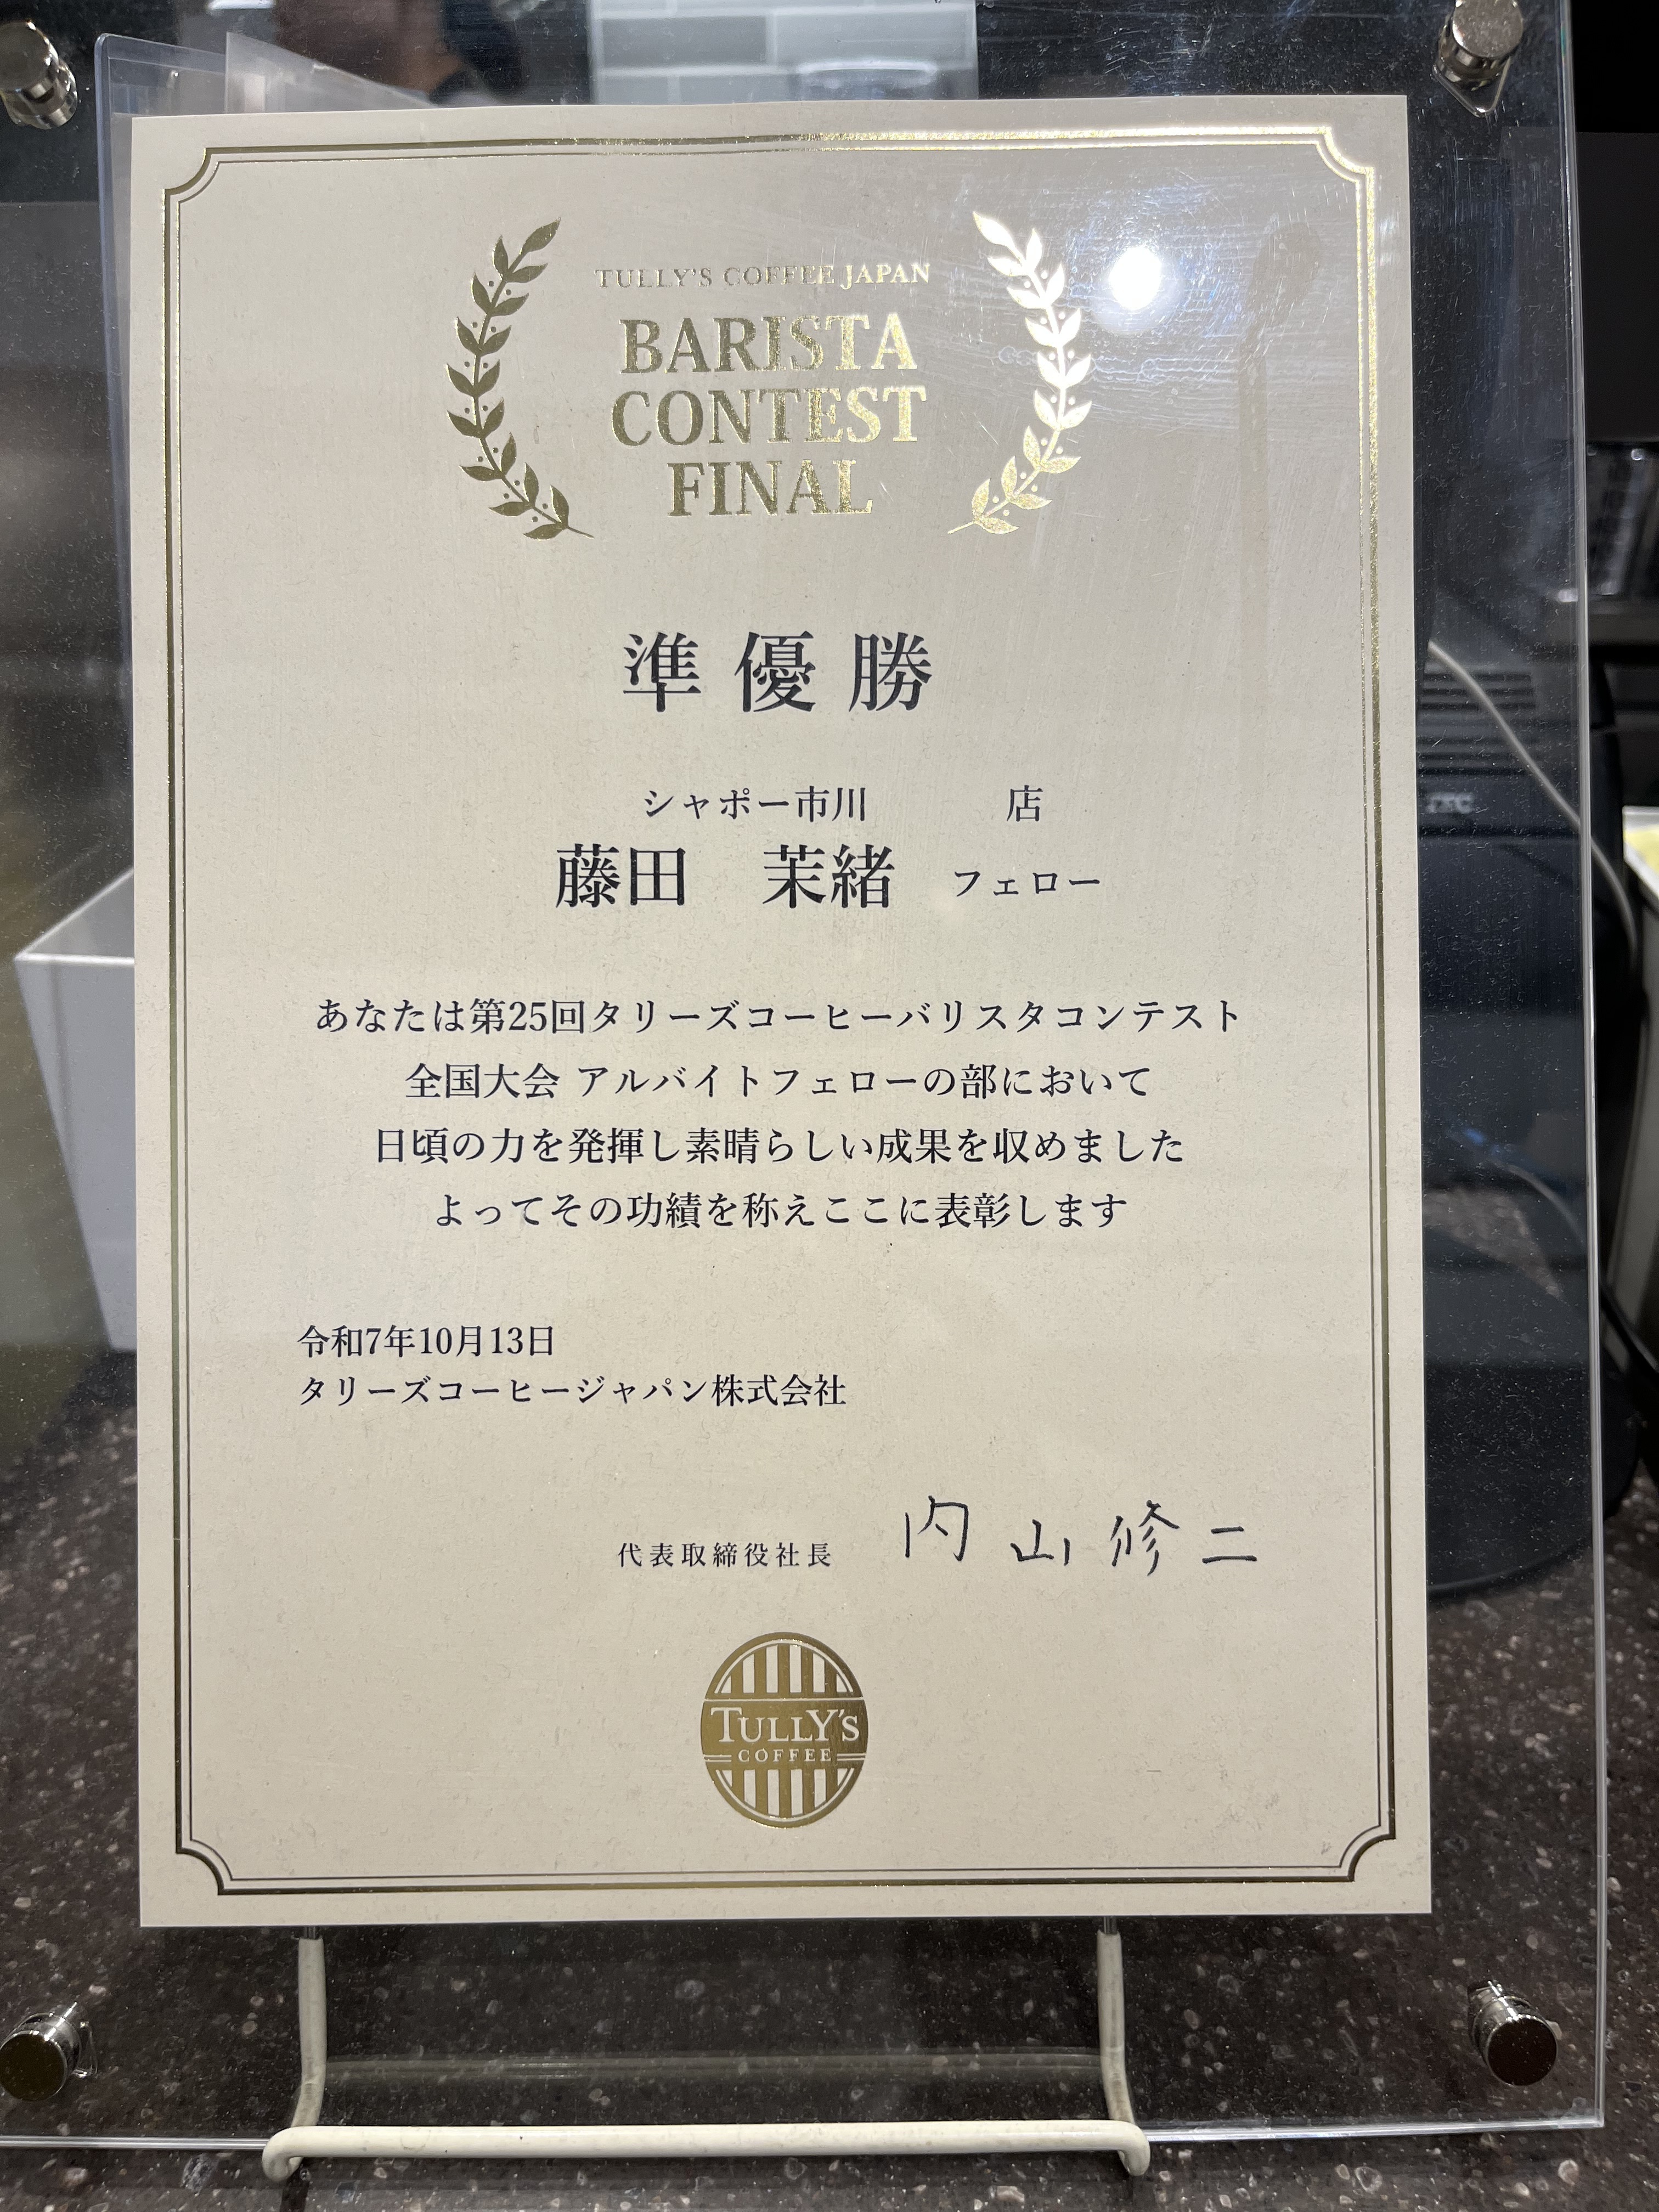 TULLY'S COFFEE JAPAN
BARISTA
CONTEST
FINAL
準優勝
シャポー市川 店
藤田 茉緒 フェロー
あなたは第25回タリーズコーヒーバリスタコンテスト
全国大会 アルバイトフェローの部において
日頃の力を発揮し素晴らしい成果を収めました
よってその功績を称えここに表彰します
令和7年10月13日
タリーズコーヒージャパン株式会社
代表取締役社長 内山修二
TULLY'S
COFFEE